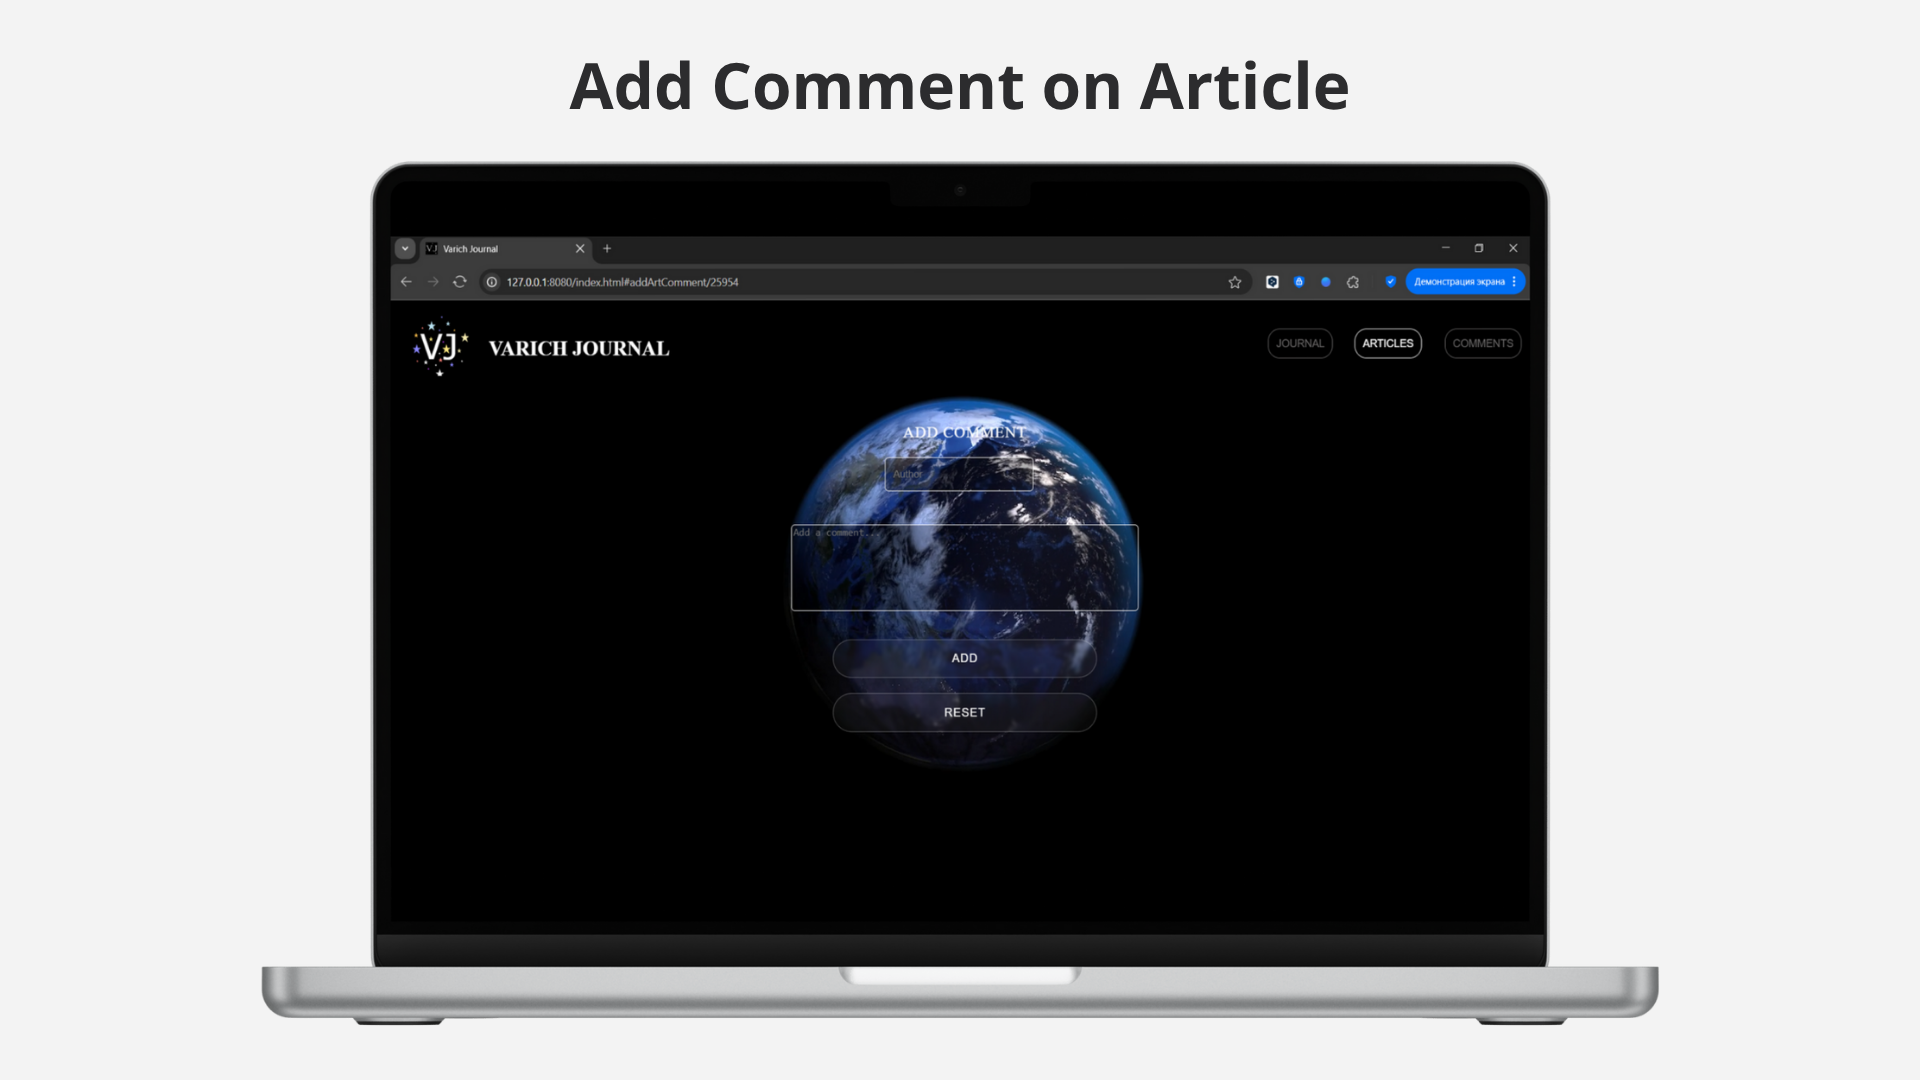 Add Comment on Article
VJ Varich Journal
127.0.0.1:8080/index.html#addArtComment/25954
Демонстрация экрана
VJ
VARICH JOURNAL
JOURNAL
ARTICLES
COMMENTS
ADD COMMENT
Author
Add a comment...
ADD
RESET